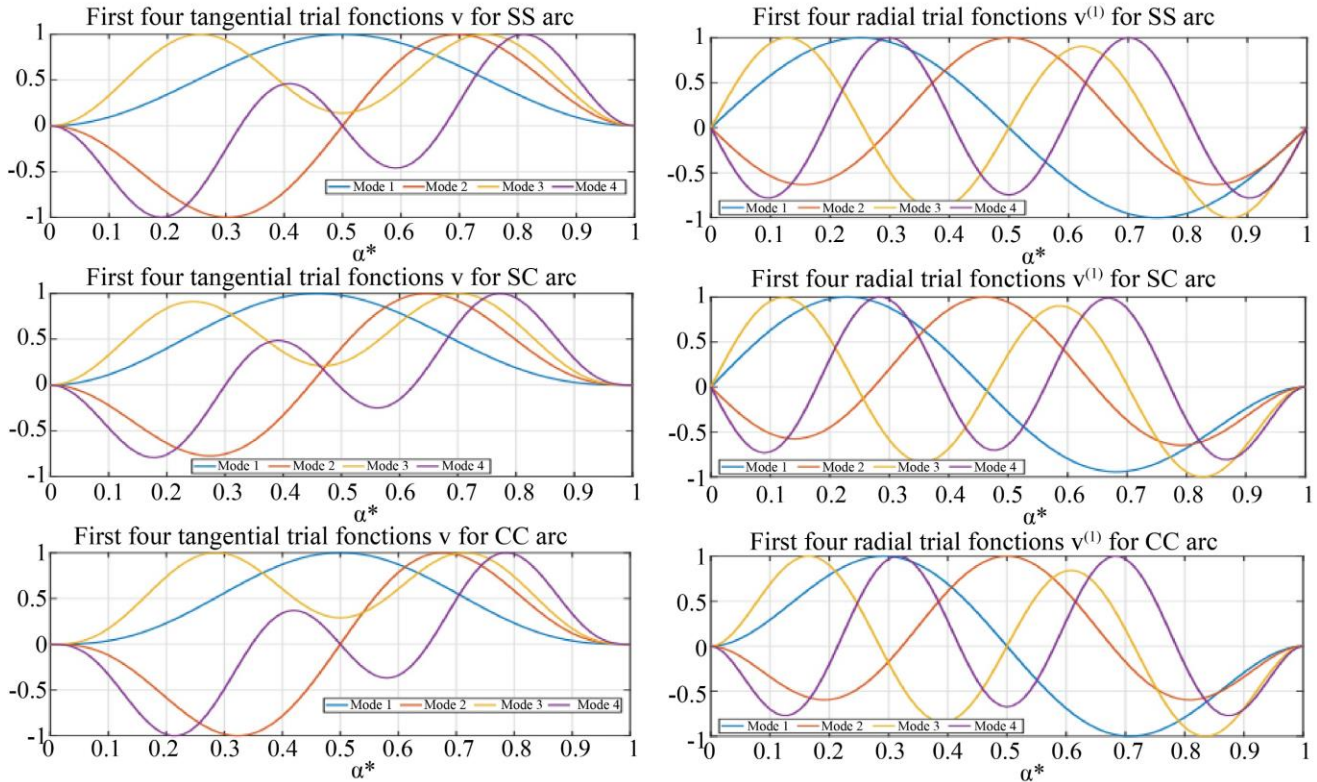 First four tangential trial fonctions v for SS arc
1
0.5
0
-0.5
-1
Mode 1 Mode 2 Mode 3 Mode 4
0 0.1 0.2 0.3 0.4 0.5 0.6 0.7 0.8 0.9 1
α*
First four radial trial fonctions v⁽¹⁾ for SS arc
1
0.5
0
-0.5
-1
Mode 1 Mode 2 Mode 3 Mode 4
0 0.1 0.2 0.3 0.4 0.5 0.6 0.7 0.8 0.9 1
α*
First four tangential trial fonctions v for SC arc
1
0.5
0
-0.5
-1
Mode 1 Mode 2 Mode 3 Mode 4
0 0.1 0.2 0.3 0.4 0.5 0.6 0.7 0.8 0.9 1
α*
First four radial trial fonctions v⁽¹⁾ for SC arc
1
0.5
0
-0.5
-1
Mode 1 Mode 2 Mode 3 Mode 4
0 0.1 0.2 0.3 0.4 0.5 0.6 0.7 0.8 0.9 1
α*
First four tangential trial fonctions v for CC arc
1
0.5
0
-0.5
-1
Mode 1 Mode 2 Mode 3 Mode 4
0 0.1 0.2 0.3 0.4 0.5 0.6 0.7 0.8 0.9 1
α*
First four radial trial fonctions v⁽¹⁾ for CC arc
1
0.5
0
-0.5
-1
Mode 1 Mode 2 Mode 3 Mode 4
0 0.1 0.2 0.3 0.4 0.5 0.6 0.7 0.8 0.9 1
α*